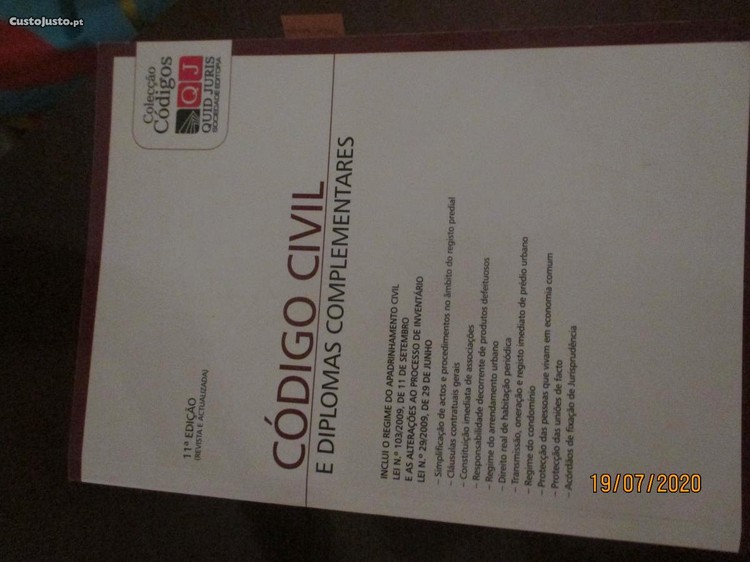 CustoJusto.pt
Colecção
Códigos
QJ
QUID JURIS
SOCIEDADE EDITORA
11ª EDIÇÃO
(REVISTA E ACTUALIZADA)
CÓDIGO CIVIL
E DIPLOMAS COMPLEMENTARES
INCLUI O REGIME DO APADRINHAMENTO CIVIL
LEI N.º 103/2009, DE 11 DE SETEMBRO
E AS ALTERAÇÕES AO PROCESSO DE INVENTÁRIO
LEI N.º 29/2009, DE 29 DE JUNHO
– Simplificação de actos e procedimentos no âmbito do registo predial
– Cláusulas contratuais gerais
– Constituição imediata de associações
– Responsabilidade decorrente de produtos defeituosos
– Regime do arrendamento urbano
– Direito real de habitação periódica
– Transmissão, oneração e registo imediato de prédio urbano
– Regime do condomínio
– Protecção das pessoas que vivam em economia comum
– Protecção das uniões de facto
– Acórdãos de fixação de Jurisprudência
19/07/2020